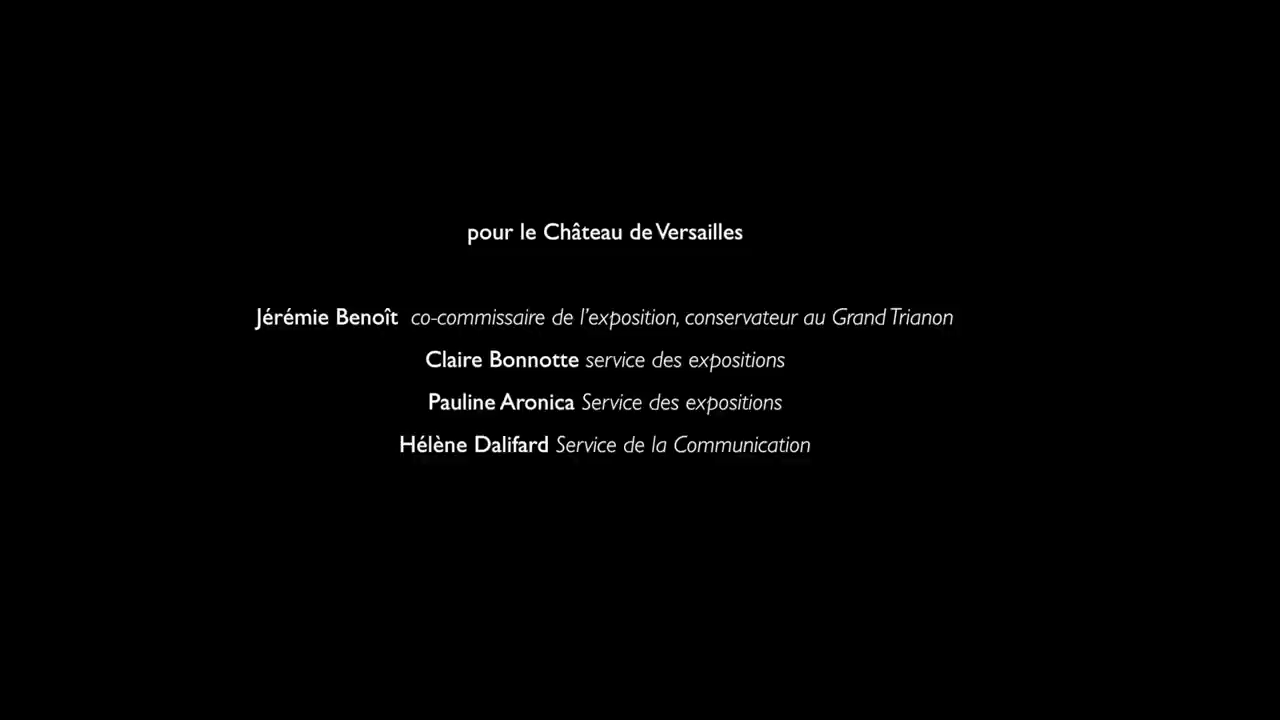 pour le Château de Versailles
Jérémie Benoît co-commissaire de l’exposition, conservateur au Grand Trianon
Claire Bonnotte service des expositions
Pauline Aronica Service des expositions
Hélène Dalifard Service de la Communication